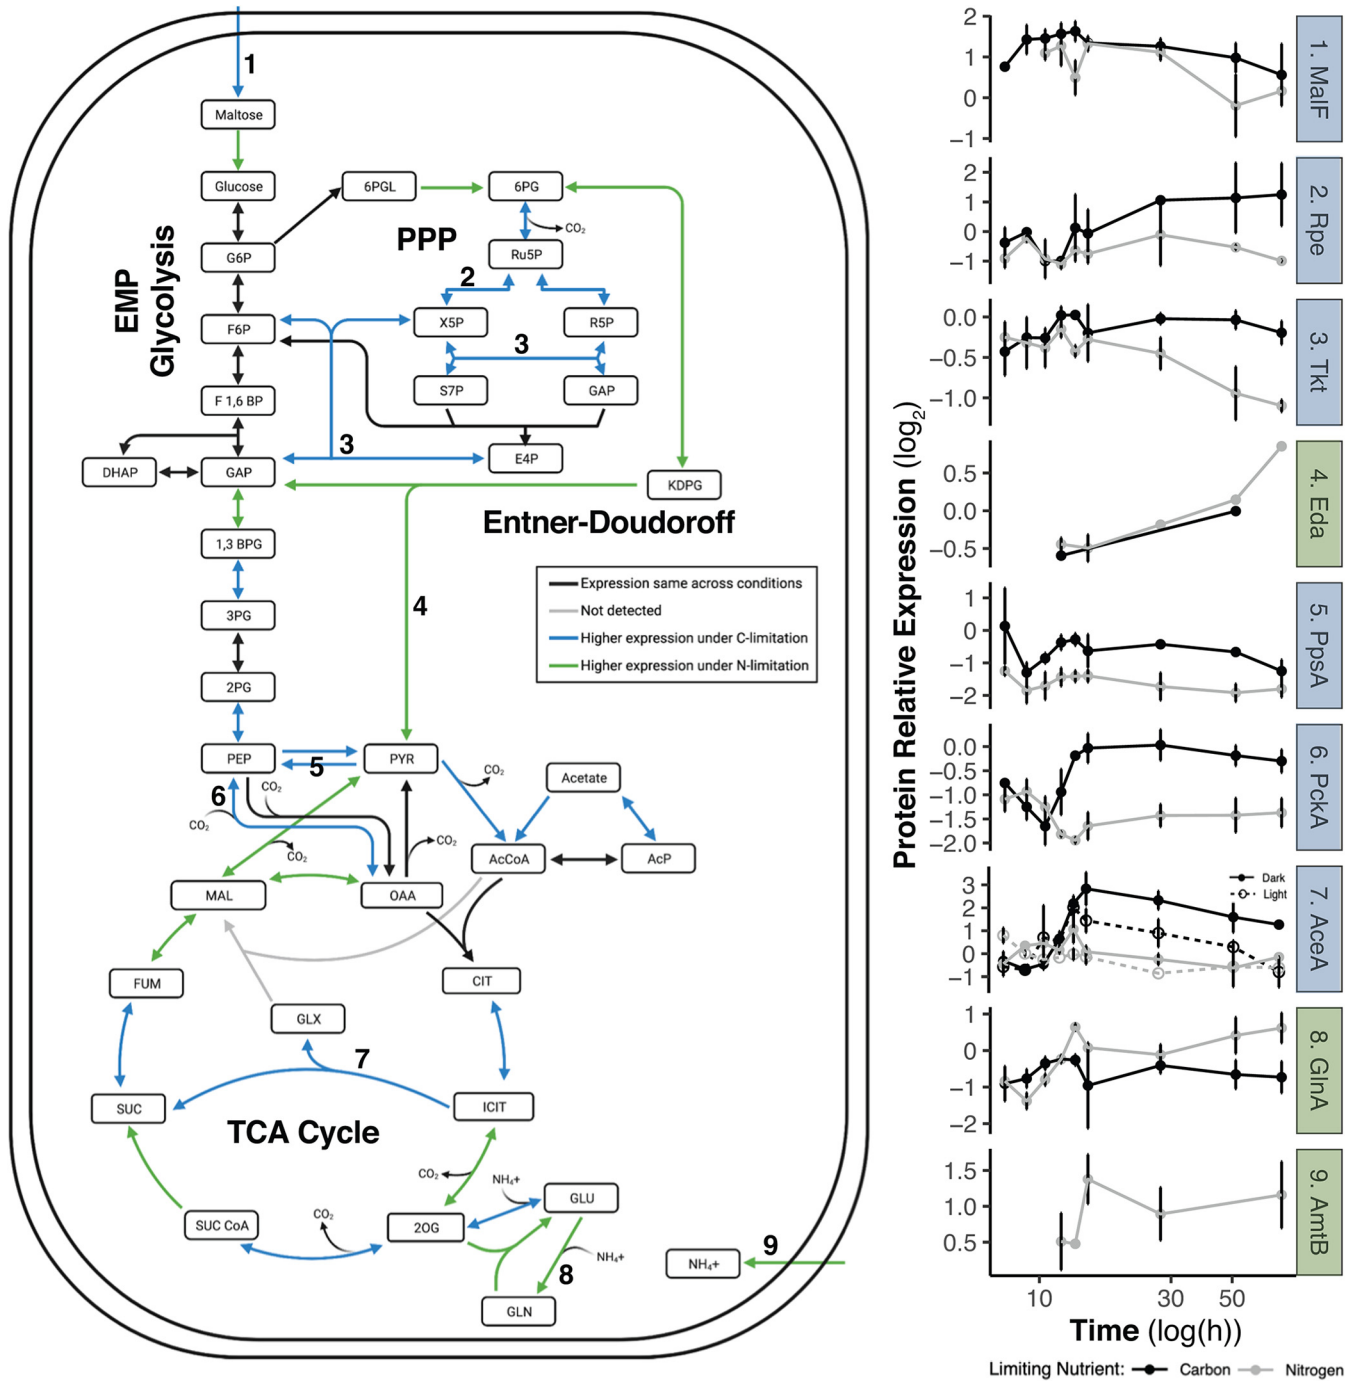 1
Maltose
Glucose
6PGL
6PG
CO₂
PPP
G6P
Ru5P
EMP
Glycolysis
2
F6P
X5P
R5P
3
F 1,6 BP
S7P
GAP
3
DHAP
GAP
E4P
KDPG
Entner-Doudoroff
1,3 BPG
Expression same across conditions
Not detected
Higher expression under C-limitation
Higher expression under N-limitation
4
3PG
2PG
PEP
5
PYR
CO₂
Acetate
6
CO₂
CO₂
CO₂
CO₂
AcCoA
AcP
MAL
OAA
FUM
CIT
GLX
7
SUC
ICIT
TCA Cycle
CO₂
NH₄+
GLU
SUC CoA
CO₂
2OG
8
NH₄+
GLN
NH₄+
9
Protein Relative Expression (log₂)
2
1
0
−1
1. MalF
2
1
0
−1
2. Rpe
0.0
−0.5
−1.0
3. Tkt
0.5
0.0
−0.5
4. Eda
1
0
−1
−2
5. PpsA
0.0
−0.5
−1.0
−1.5
−2.0
6. PckA
3
2
1
0
−1
Dark
Light
7. AceA
1
0
−1
−2
8. GlnA
1.5
1.0
0.5
9. AmtB
10 30 50
Time (log(h))
Limiting Nutrient: Carbon Nitrogen